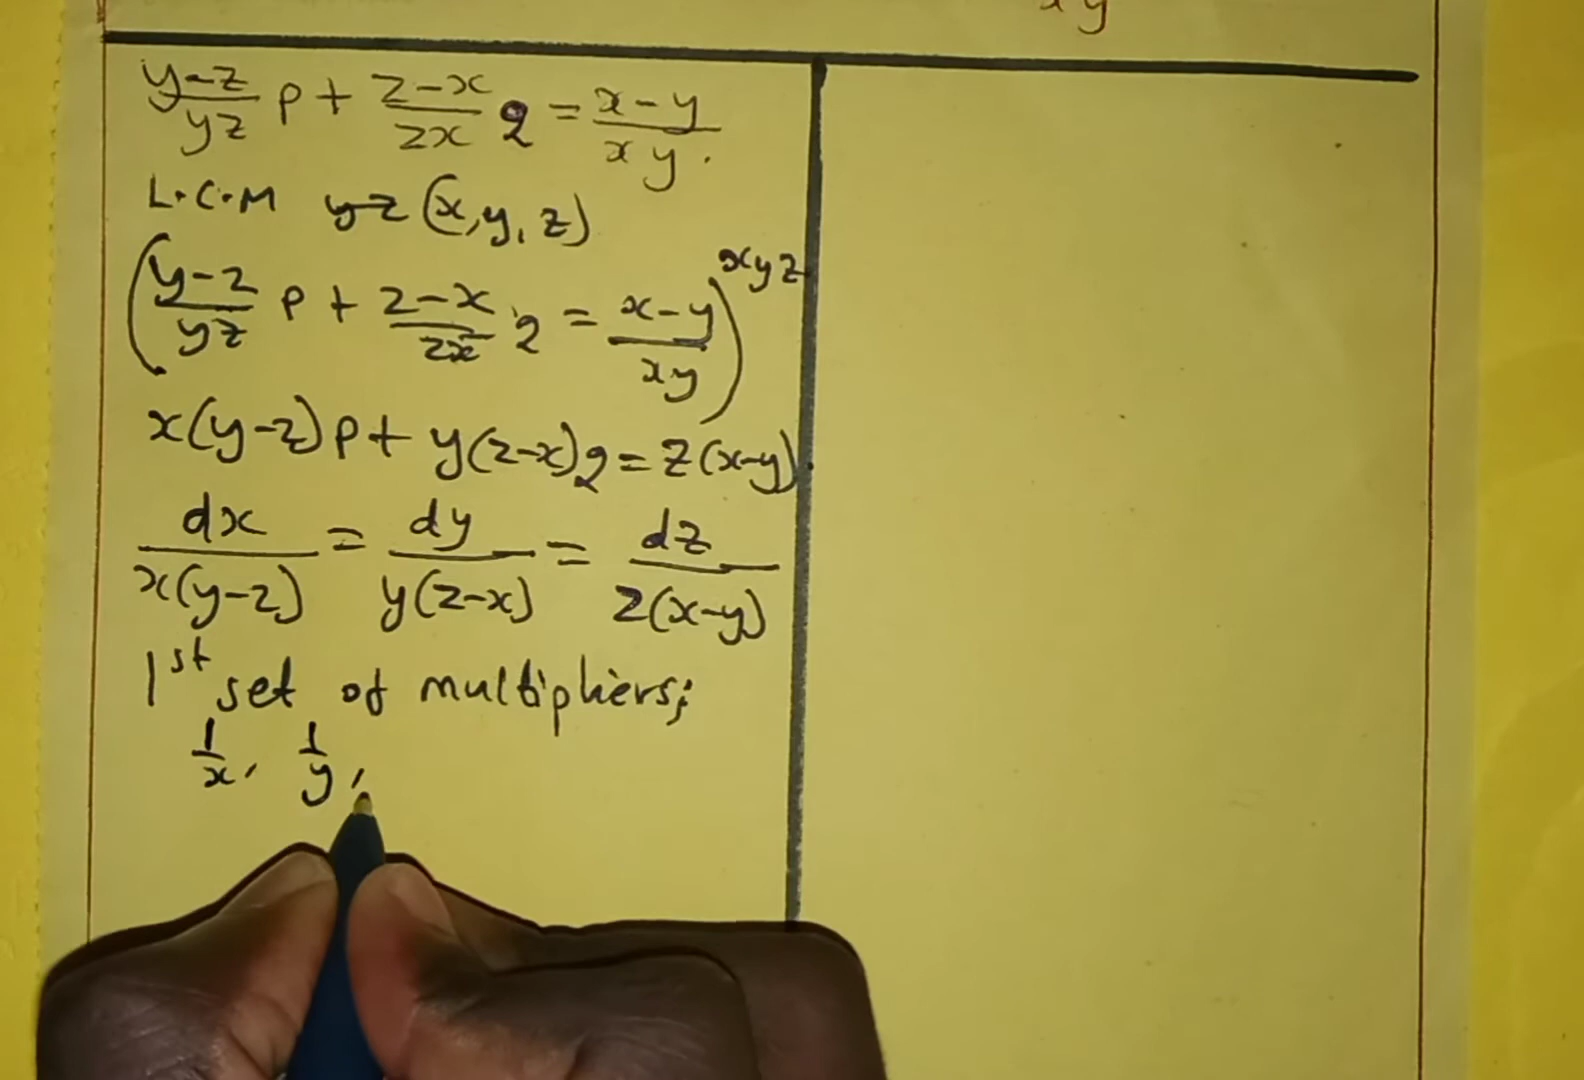 x y
y-z/yz p + z-x/zx q = x-y/xy.
L.C.M yz (x, y, z)
(y-z/yz p + z-x/zx q = x-y/xy) xyz
x(y-z)p + y(z-x)q = z(x-y)
dx/x(y-z) = dy/y(z-x) = dz/z(x-y)
1st set of multipliers;
1/x, 1/y,